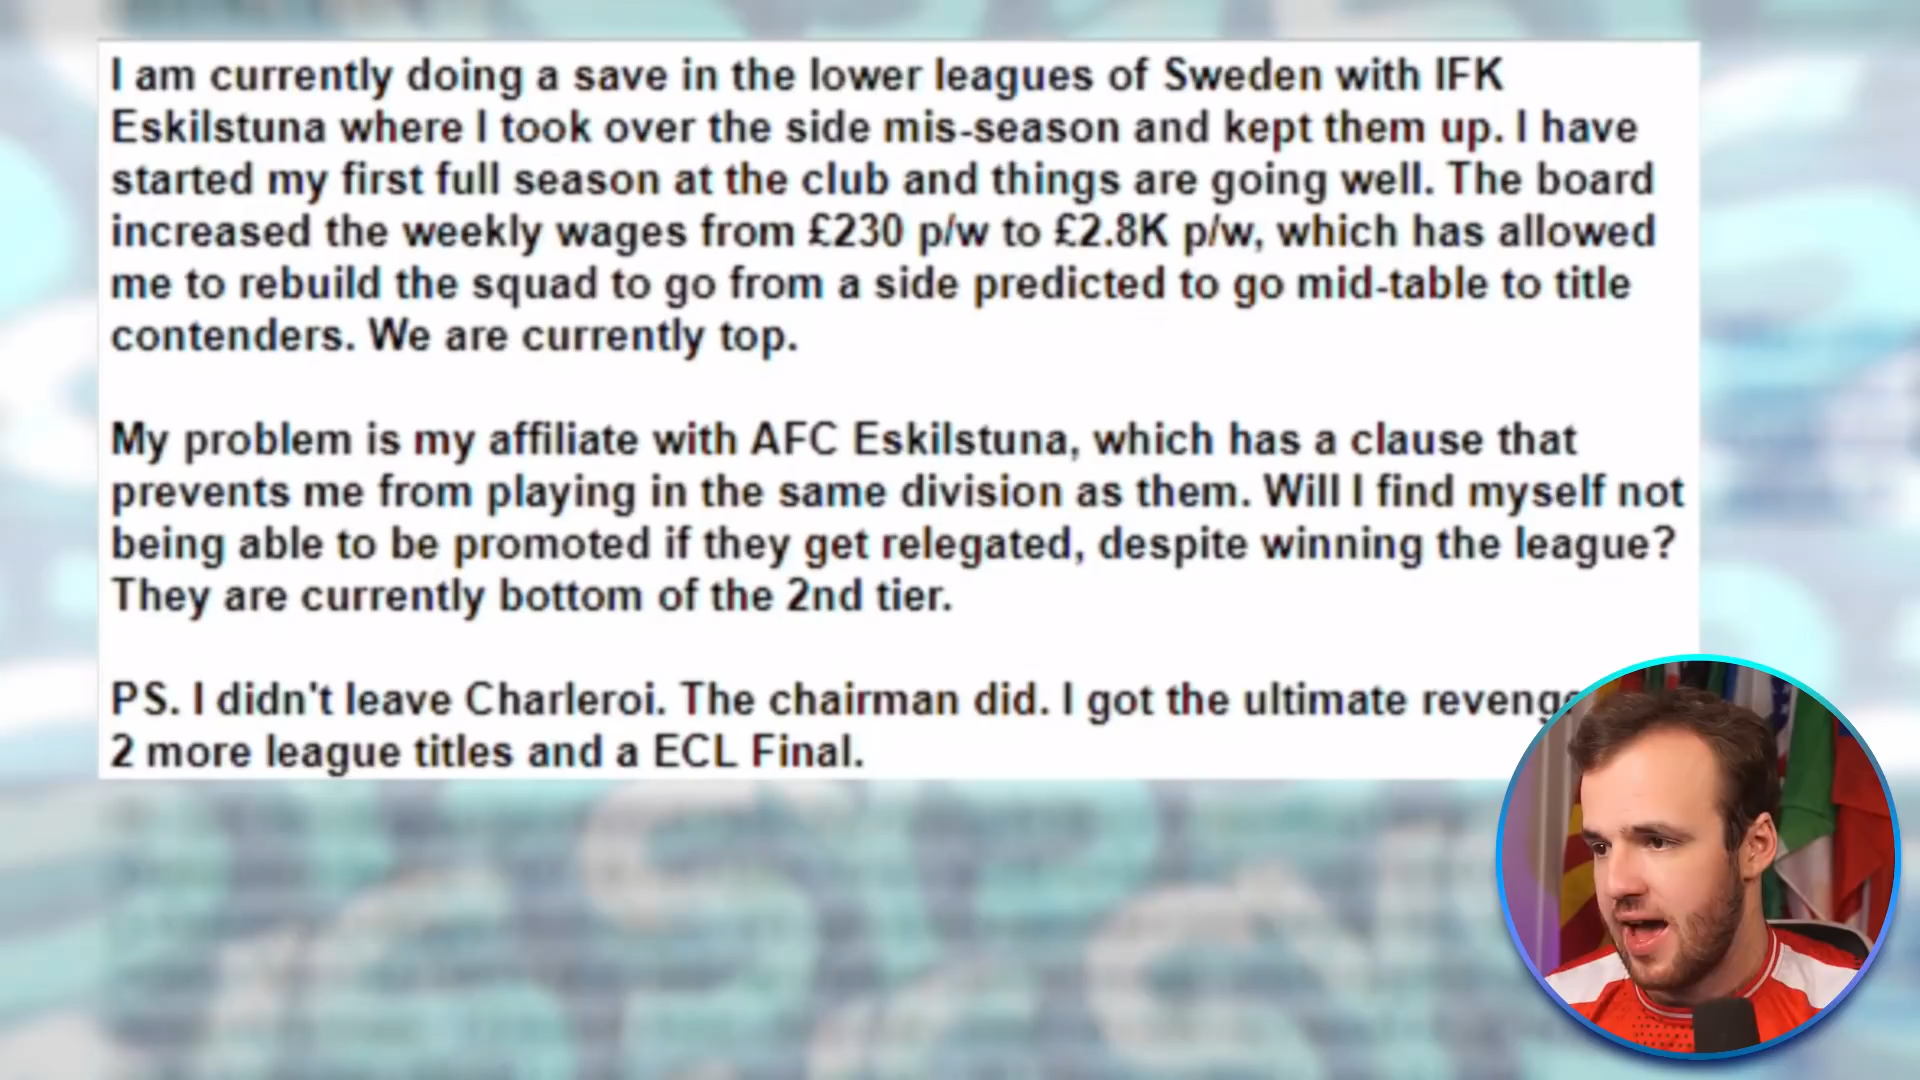 I am currently doing a save in the lower leagues of Sweden with IFK
Eskilstuna where I took over the side mis-season and kept them up. I have
started my first full season at the club and things are going well. The board
increased the weekly wages from £230 p/w to £2.8K p/w, which has allowed
me to rebuild the squad to go from a side predicted to go mid-table to title
contenders. We are currently top.
My problem is my affiliate with AFC Eskilstuna, which has a clause that
prevents me from playing in the same division as them. Will I find myself not
being able to be promoted if they get relegated, despite winning the league?
They are currently bottom of the 2nd tier.
PS. I didn't leave Charleroi. The chairman did. I got the ultimate revenge
2 more league titles and a ECL Final.